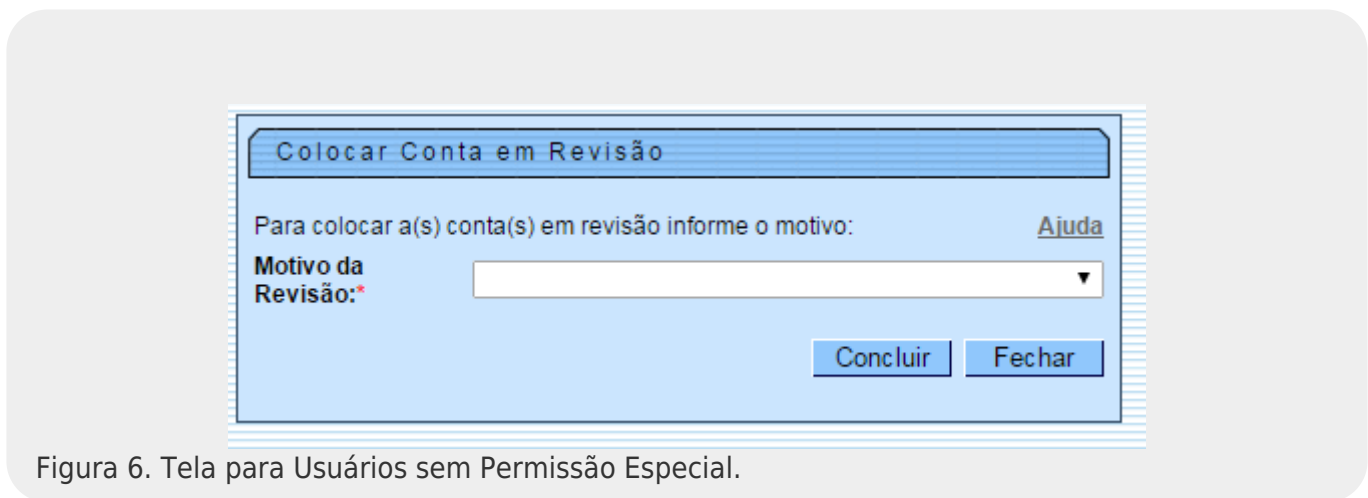 Colocar Conta em Revisão
Para colocar a(s) conta(s) em revisão informe o motivo: Ajuda
Motivo da
Revisão:*
Concluir Fechar
Figura 6. Tela para Usuários sem Permissão Especial.